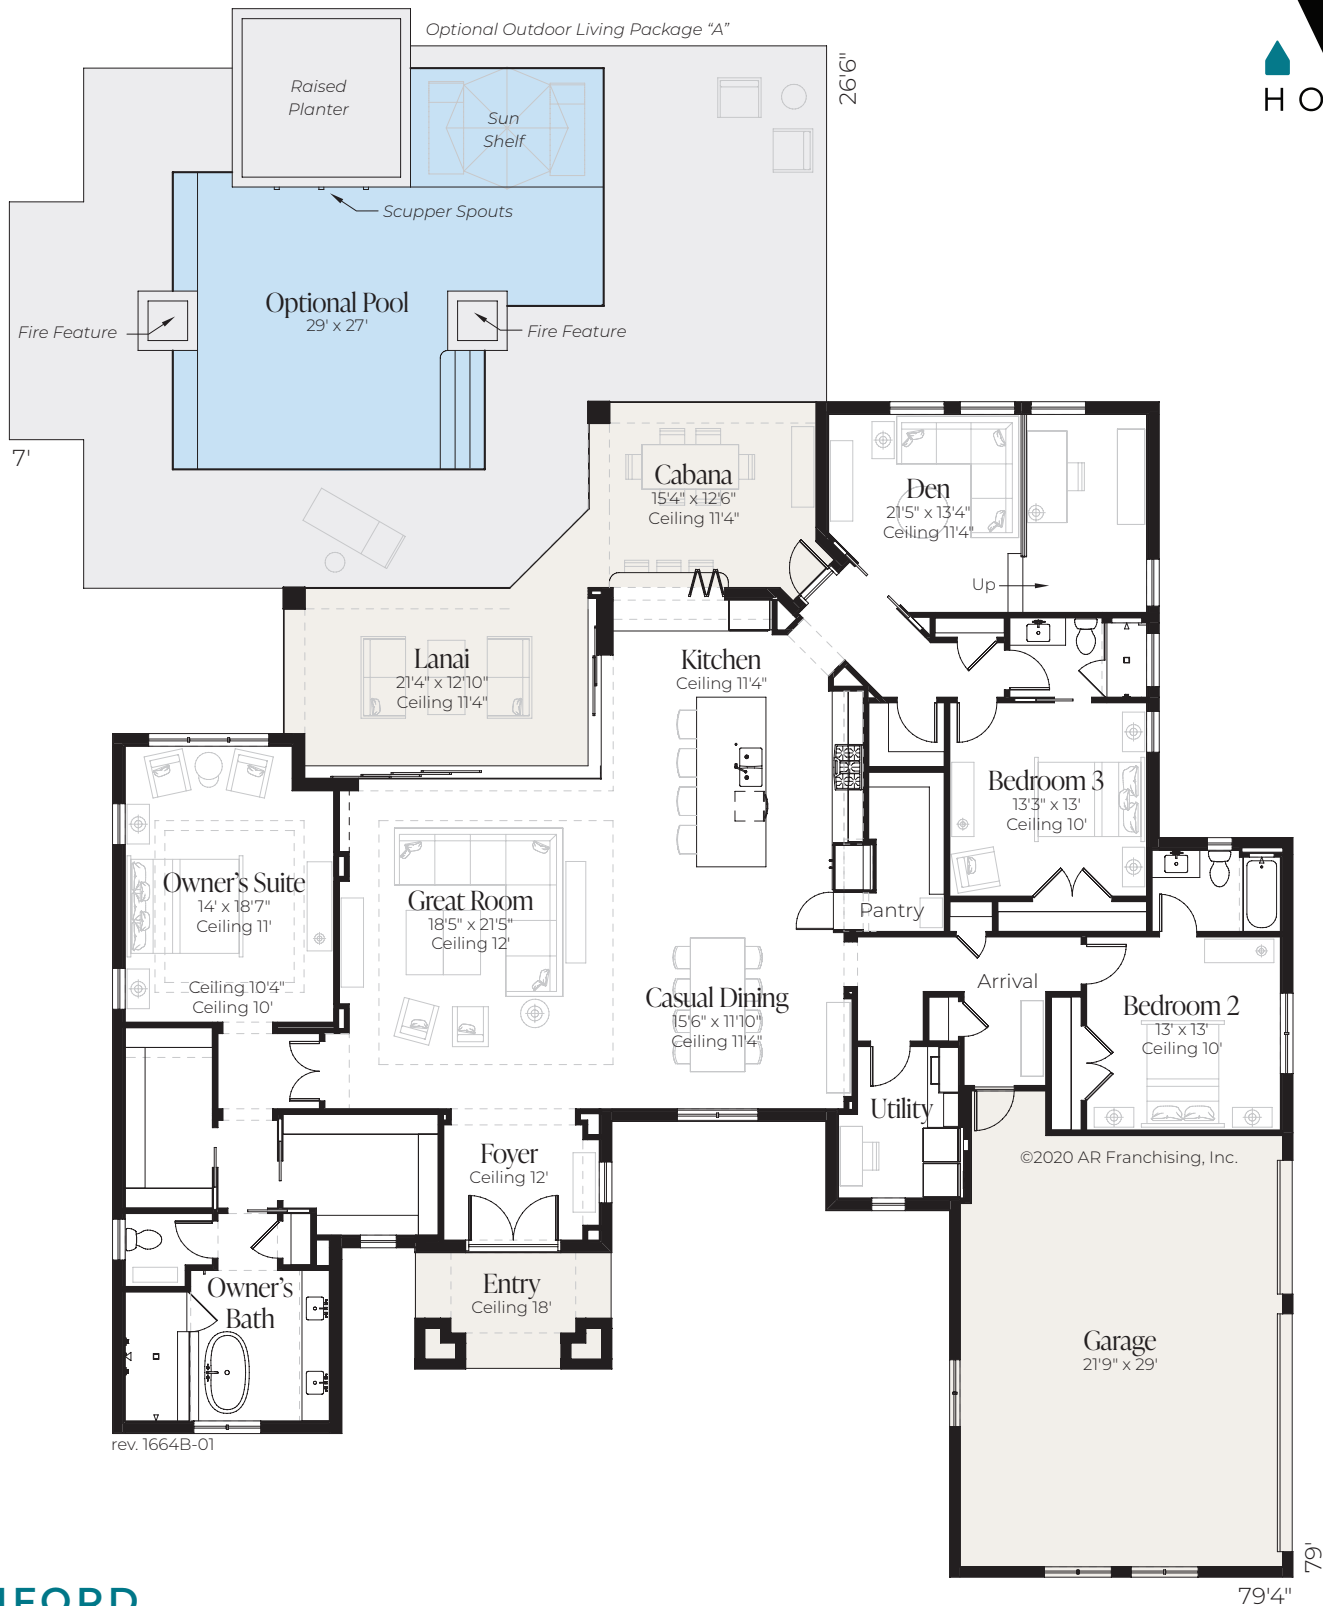 Optional Outdoor Living Package “A”
26'6"
HO
Raised
Planter
Sun
Shelf
Scupper Spouts
Optional Pool
29' x 27'
Fire Feature
Fire Feature
7'
Cabana
15'4" x 12'6"
Ceiling 11'4"
Den
21'5" x 13'4"
Ceiling 11'4"
Up
Lanai
21'4" x 12'10"
Ceiling 11'4"
Kitchen
Ceiling 11'4"
Bedroom 3
13'3" x 13'
Ceiling 10'
Owner's Suite
14' x 18'7"
Ceiling 11'
Ceiling 10'4"
Ceiling 10'
Great Room
18'5" x 21'5"
Ceiling 12'
Pantry
Casual Dining
15'6" x 11'10"
Ceiling 11'4"
Arrival
Bedroom 2
13' x 13'
Ceiling 10'
Utility
Foyer
Ceiling 12'
©2020 AR Franchising, Inc.
Entry
Ceiling 18'
Owner's
Bath
Garage
21'9" x 29'
rev. 1664B-01
79'
79'4"